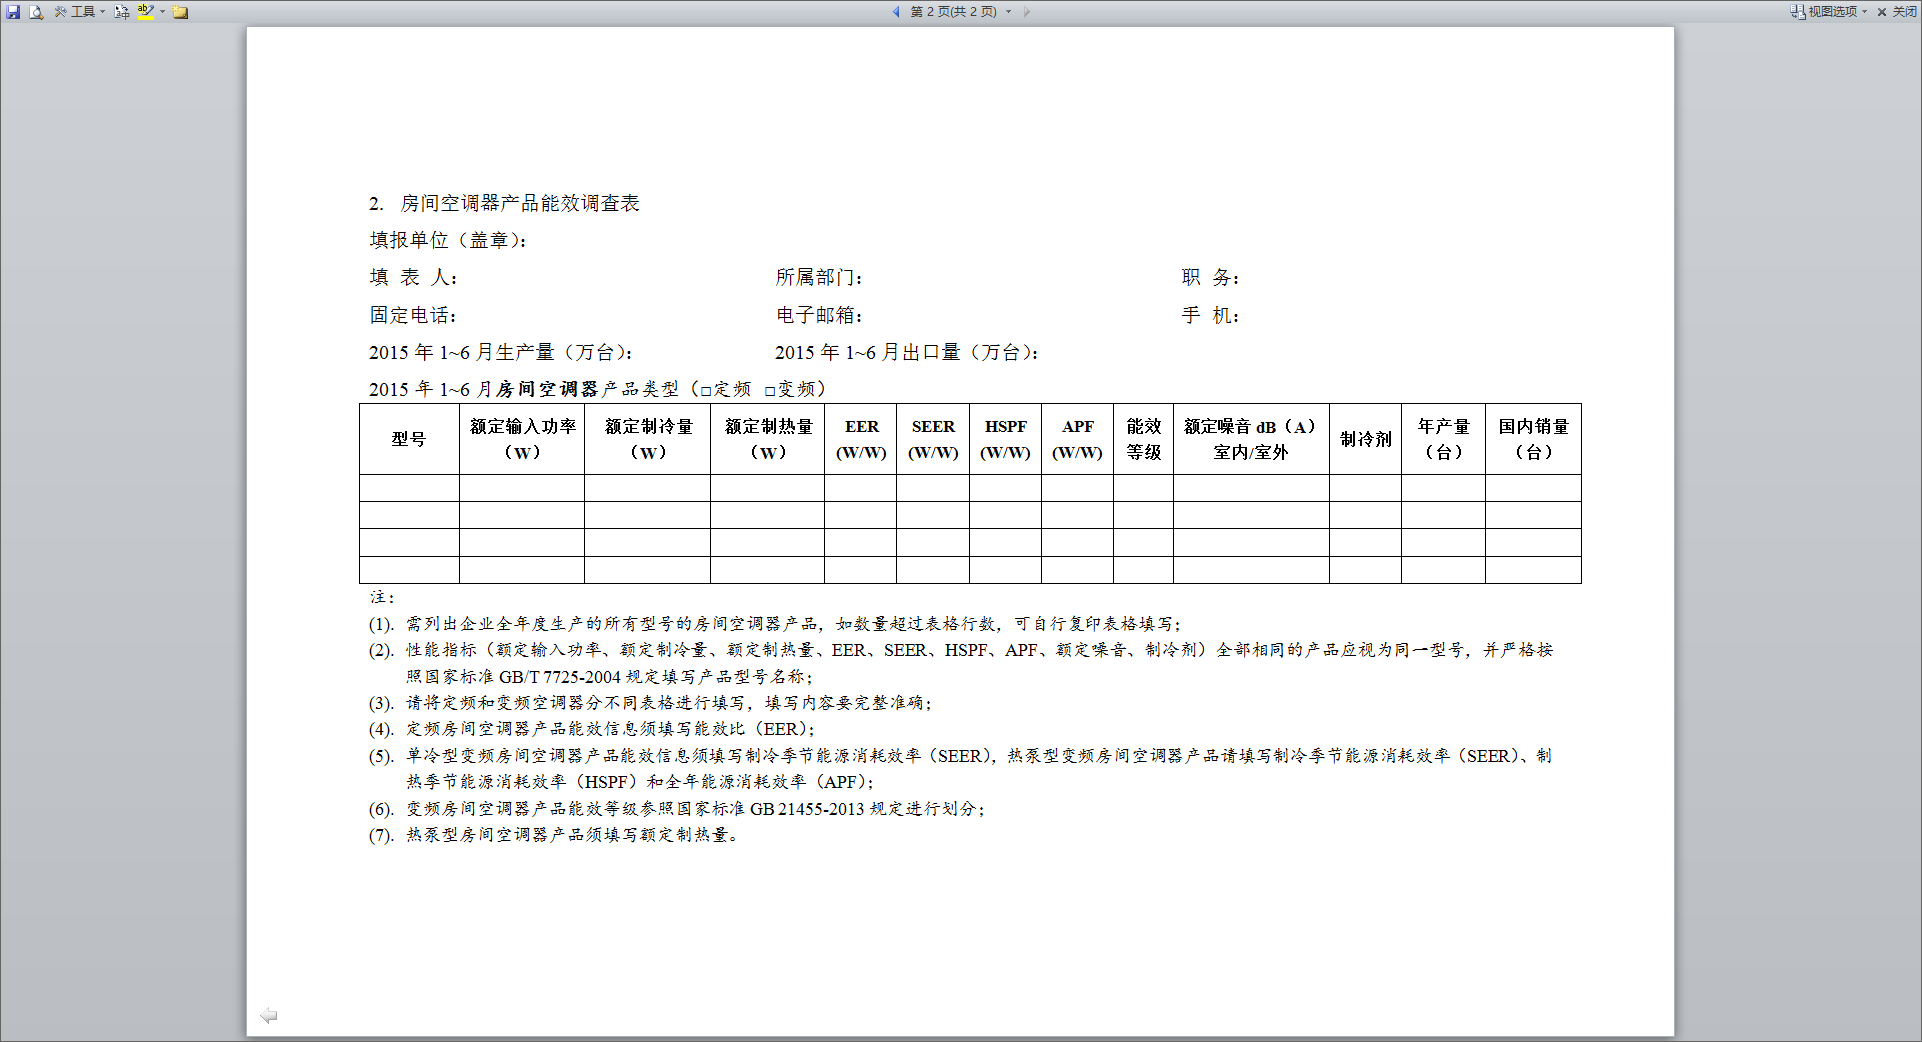 工具
第 2 页(共 2 页)
视图选项
关闭
2. 房间空调器产品能效调查表
填报单位（盖章）：
填 表 人： 所属部门： 职 务：
固定电话： 电子邮箱： 手 机：
2015 年 1~6 月生产量（万台）： 2015 年 1~6 月出口量（万台）：
2015 年 1~6 月房间空调器产品类型（□定频 □变频）
型号 额定输入功率（W） 额定制冷量（W） 额定制热量（W） EER (W/W) SEER (W/W) HSPF (W/W) APF (W/W) 能效等级 额定噪音 dB（A）室内/室外 制冷剂 年产量（台） 国内销量（台）
注：
(1). 需列出企业全年度生产的所有型号的房间空调器产品，如数量超过表格行数，可自行复印表格填写；
(2). 性能指标（额定输入功率、额定制冷量、额定制热量、EER、SEER、HSPF、APF、额定噪音、制冷剂）全部相同的产品应视为同一型号，并严格按
照国家标准 GB/T 7725-2004 规定填写产品型号名称；
(3). 请将定频和变频空调器分不同表格进行填写，填写内容要完整准确；
(4). 定频房间空调器产品能效信息须填写能效比（EER）；
(5). 单冷型变频房间空调器产品能效信息须填写制冷季节能源消耗效率（SEER），热泵型变频房间空调器产品请填写制冷季节能源消耗效率（SEER）、制
热季节能源消耗效率（HSPF）和全年能源消耗效率（APF）；
(6). 变频房间空调器产品能效等级参照国家标准 GB 21455-2013 规定进行划分；
(7). 热泵型房间空调器产品须填写额定制热量。